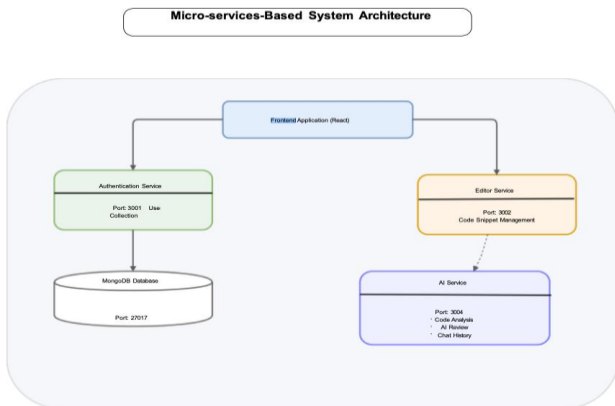 Micro-services-Based System Architecture
Frontend Application (React)
Authentication Service
Port: 3001 Use
Collection
Editor Service
Port: 3002
Code Snippet Management
MongoDB Database
Port: 27017
AI Service
Port: 3004
· Code Analysis
· AI Review
· Chat History